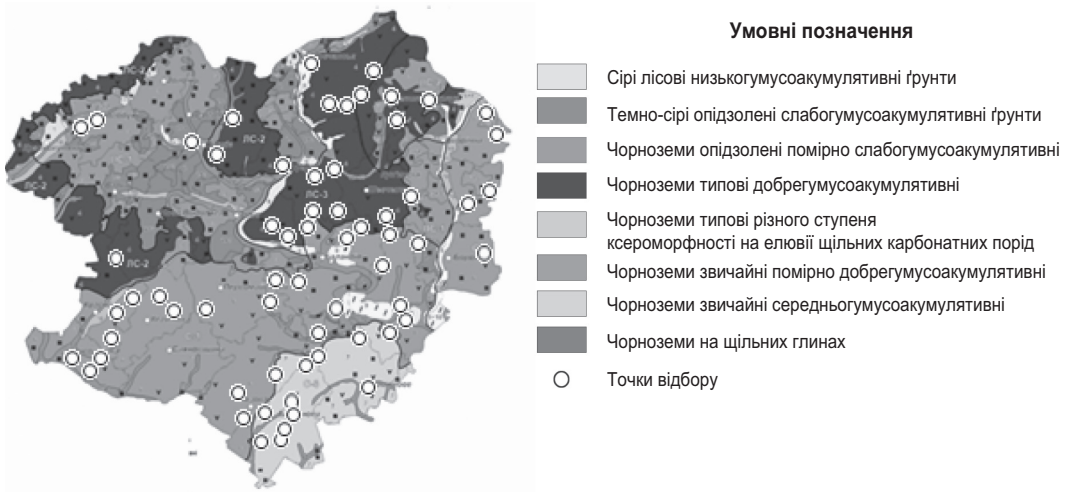 Умовні позначення
Сірі лісові низькогумусоакумулятивні ґрунти
Темно-сірі опідзолені слабогумусоакумулятивні ґрунти
Чорноземи опідзолені помірно слабогумусоакумулятивні
Чорноземи типові доброгумусоакумулятивні
Чорноземи типові різного ступеня
ксероморфності на елювії щільних карбонатних порід
Чорноземи звичайні помірно доброгумусоакумулятивні
Чорноземи звичайні середньогумусоакумулятивні
Чорноземи на щільних глинах
Точки відбору
ЛС-2
ЛС-3
ЛС-2
ЛС-2